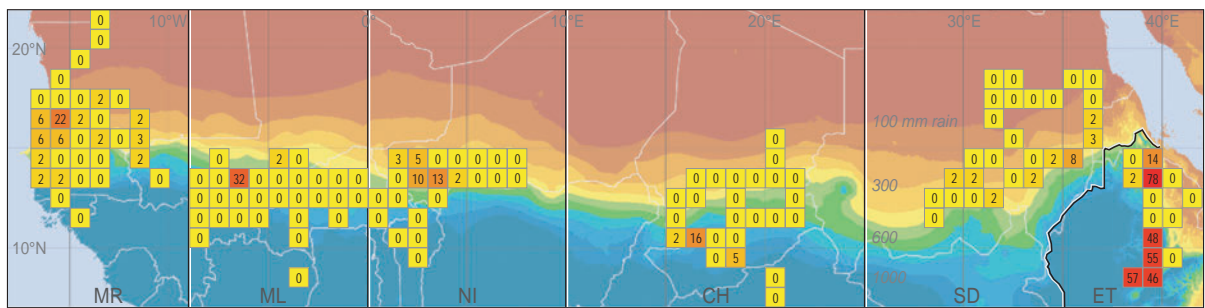 0 10°W 0° 10°E 20°E 30°E 40°E
0
20°N
0
0 0 0 0 0
0 0 0 2 0 0 0 0 0 0
6 22 2 0 2 100 mm rain 0 2
6 6 0 2 0 3 0 0 3
2 0 0 0 2 0 2 0 3 5 0 0 0 0 0 0 0 0 0 2 8 0 14
2 2 0 0 0 0 0 32 0 0 0 0 0 0 0 10 13 2 0 0 0 0 0 0 0 0 0 300 2 2 0 2 2 78 0
0 0 0 0 0 0 0 0 0 0 0 0 0 0 0 0 0 0 0 0 0 0 2 0 0
0 0 0 0 0 0 0 0 0 0 0 0 0 0 0 0 0
0 0 0 0 2 16 0 0 600 48
10°N
0 0 5 55 0
0 0 1000 57 46
MR ML NI CH 0 SD ET